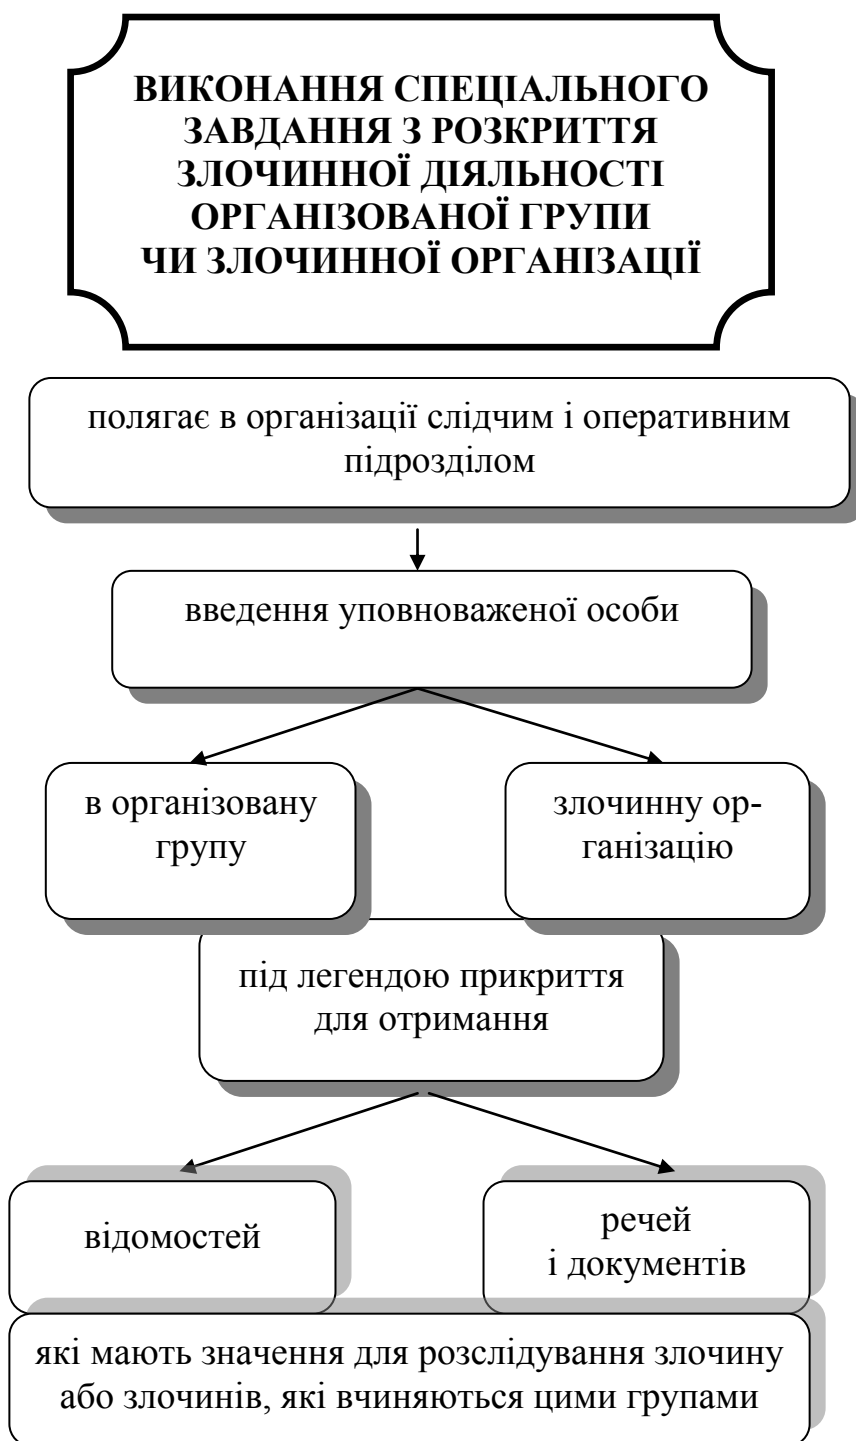 ВИКОНАННЯ СПЕЦІАЛЬНОГО
ЗАВДАННЯ З РОЗКРИТТЯ
ЗЛОЧИННОЇ ДІЯЛЬНОСТІ
ОРГАНІЗОВАНОЇ ГРУПИ
ЧИ ЗЛОЧИННОЇ ОРГАНІЗАЦІЇ
полягає в організації слідчим і оперативним
підрозділом
введення уповноваженої особи
в організовану
групу
злочинну ор-
ганізацію
під легендою прикриття
для отримання
відомостей
речей
і документів
які мають значення для розслідування злочину
або злочинів, які вчиняються цими групами